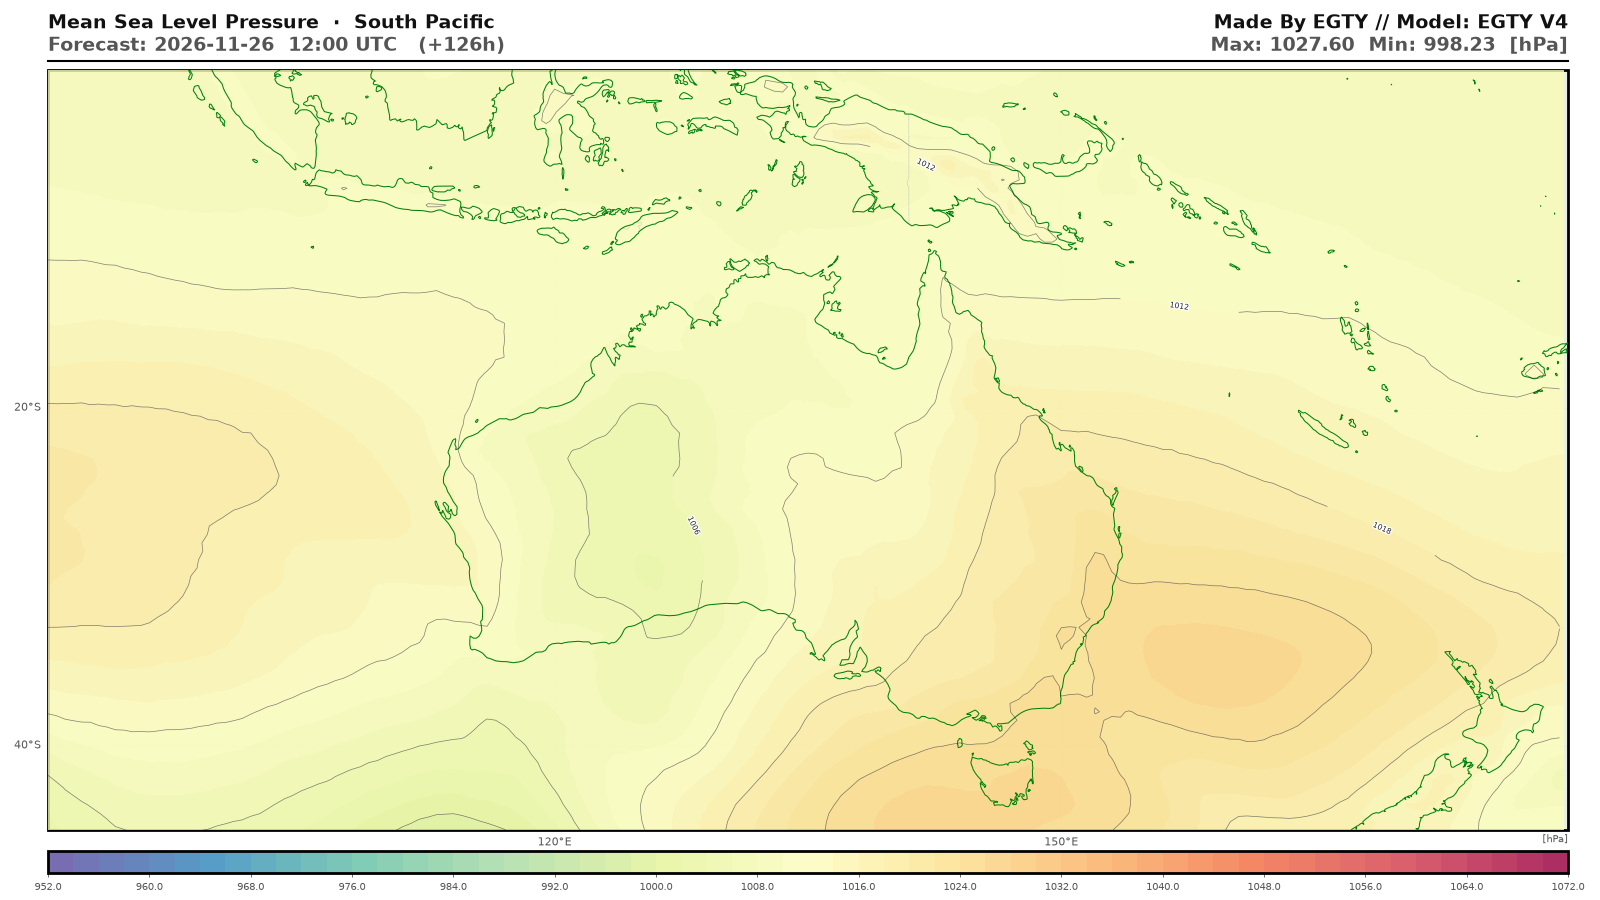 Mean Sea Level Pressure · South Pacific
Made By EGTY // Model: EGTY V4
Forecast: 2026-11-26 12:00 UTC (+126h)
Max: 1027.60 Min: 998.23 [hPa]
1012
1012
20°S
1006
1018
40°S
120°E
150°E
[hPa]
952.0 960.0 968.0 976.0 984.0 992.0 1000.0 1008.0 1016.0 1024.0 1032.0 1040.0 1048.0 1056.0 1064.0 1072.0